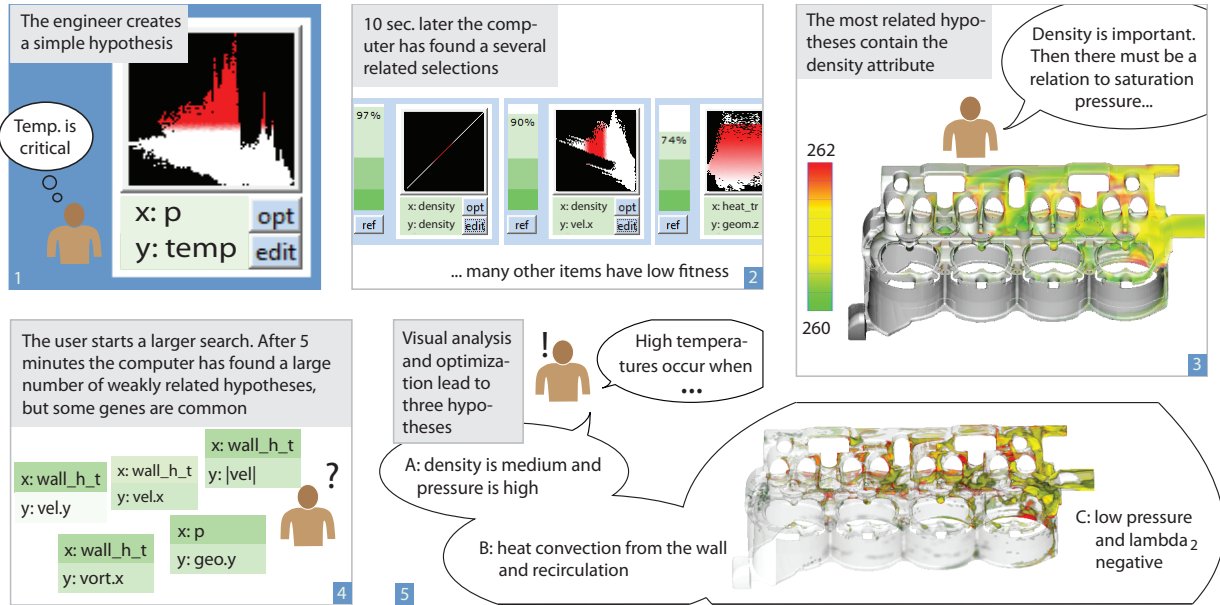 The engineer creates
a simple hypothesis
Temp. is
critical
x: p
y: temp
opt
edit
1
10 sec. later the com-
puter has found a several
related selections
97%
ref
x: density
y: density
opt
edit
90%
ref
x: density
y: vel.x
opt
edit
74%
ref
x: heat_tr
y: geom.z
... many other items have low fitness
2
The most related hypo-
theses contain the
density attribute
Density is important.
Then there must be a
relation to saturation
pressure...
262
260
3
The user starts a larger search. After 5
minutes the computer has found a large
number of weakly related hypotheses,
but some genes are common
x: wall_h_t
y: vel.y
x: wall_h_t
y: vel.x
x: wall_h_t
y: |vel|
x: wall_h_t
y: vort.x
x: p
y: geo.y
?
4
Visual analysis
and optimiza-
tion lead to
three hypo-
theses
!
High tempera-
tures occur when
...
A: density is medium and
pressure is high
B: heat convection from the wall
and recirculation
C: low pressure
and lambda2
negative
5